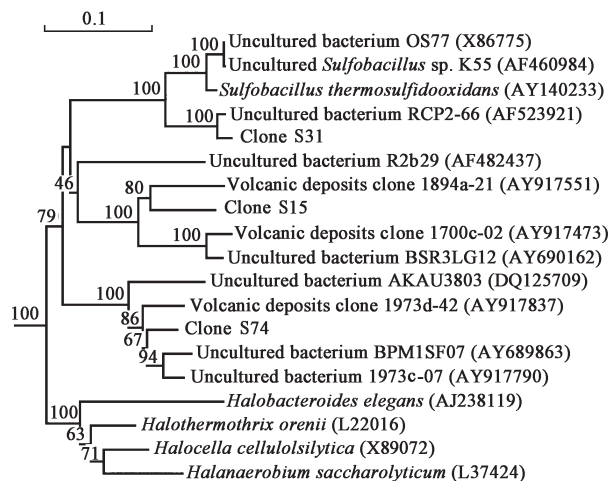 0.1
100
Uncultured bacterium OS77 (X86775)
100
Uncultured Sulfobacillus sp. K55 (AF460984)
100
Sulfobacillus thermosulfidooxidans (AY140233)
100
Uncultured bacterium RCP2-66 (AF523921)
Clone S31
Uncultured bacterium R2b29 (AF482437)
46
80
Volcanic deposits clone 1894a-21 (AY917551)
79
100
Clone S15
100
Volcanic deposits clone 1700c-02 (AY917473)
Uncultured bacterium BSR3LG12 (AY690162)
100
Uncultured bacterium AKAU3803 (DQ125709)
100
86
Volcanic deposits clone 1973d-42 (AY917837)
67
Clone S74
94
Uncultured bacterium BPM1SF07 (AY689863)
Uncultured bacterium 1973c-07 (AY917790)
100
Halobacteroides elegans (AJ238119)
63
Halothermothrix orenii (L22016)
71
Halocella cellulolsilytica (X89072)
Halanaerobium saccharolyticum (L37424)